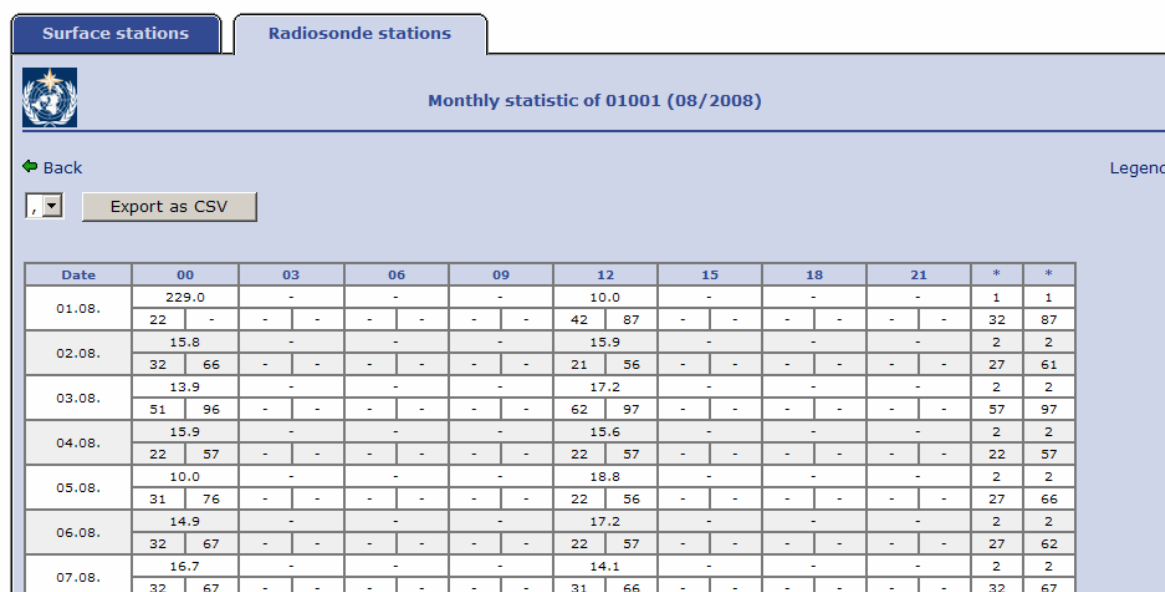 Surface stations Radiosonde stations
Monthly statistic of 01001 (08/2008)
Back Legend
, Export as CSV
Date 00 03 06 09 12 15 18 21 * *
01.08. 229.0 - - - 10.0 - - - 1 1
22 - - - - - - - 42 87 - - - - - - 32 87
02.08. 15.8 - - - 15.9 - - - 2 2
32 66 - - - - - - 21 56 - - - - - - 27 61
03.08. 13.9 - - - 17.2 - - - 2 2
51 96 - - - - - - 62 97 - - - - - - 57 97
04.08. 15.9 - - - 15.6 - - - 2 2
22 57 - - - - - - 22 57 - - - - - - 22 57
05.08. 10.0 - - - 18.8 - - - 2 2
31 76 - - - - - - 22 56 - - - - - - 27 66
06.08. 14.9 - - - 17.2 - - - 2 2
32 67 - - - - - - 22 57 - - - - - - 27 62
07.08. 16.7 - - - 14.1 - - - 2 2
32 67 - - - - - - 31 66 - - - - - - 32 67